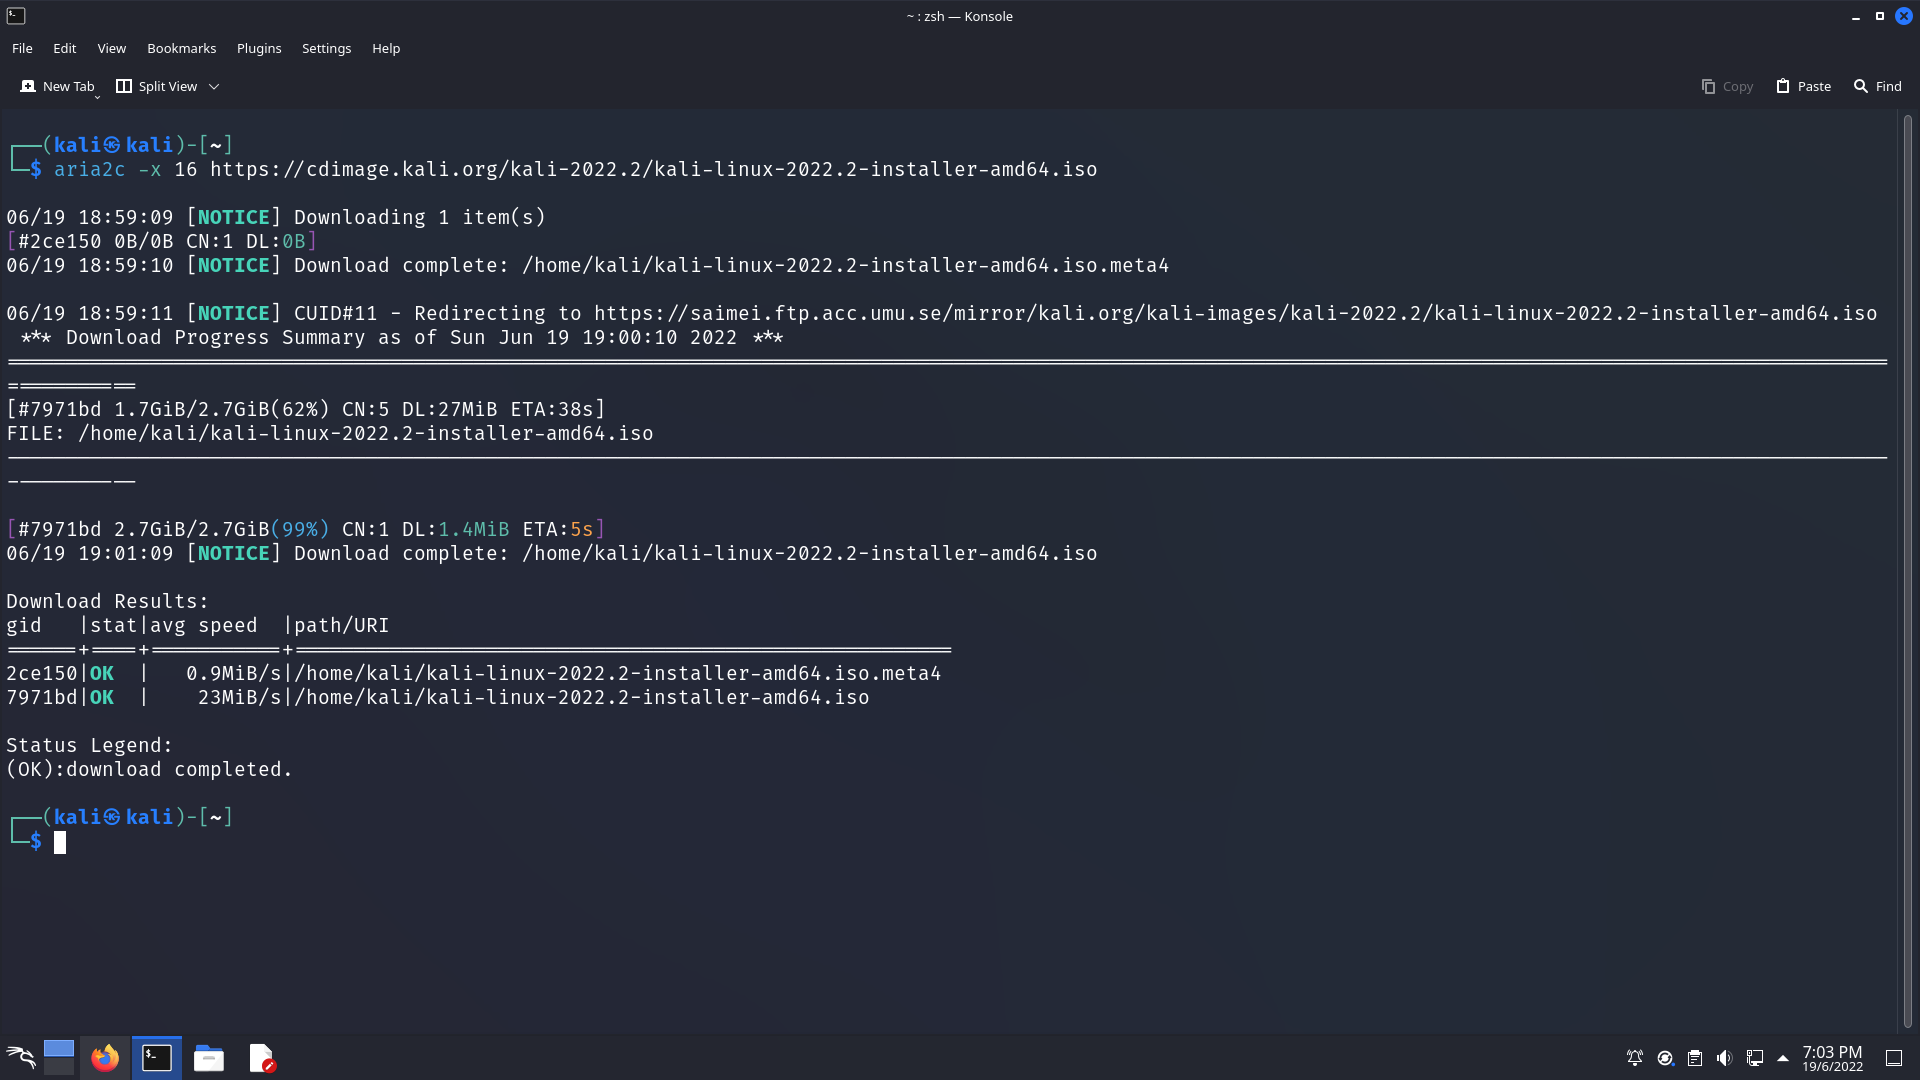 ~ : zsh — Konsole
File Edit View Bookmarks Plugins Settings Help
New Tab Split View Copy Paste Find
┌──(kali㉿kali)-[~]
└─$ aria2c -x 16 https://cdimage.kali.org/kali-2022.2/kali-linux-2022.2-installer-amd64.iso
06/19 18:59:09 [NOTICE] Downloading 1 item(s)
[#2ce150 0B/0B CN:1 DL:0B]
06/19 18:59:10 [NOTICE] Download complete: /home/kali/kali-linux-2022.2-installer-amd64.iso.meta4
06/19 18:59:11 [NOTICE] CUID#11 - Redirecting to https://saimei.ftp.acc.umu.se/mirror/kali.org/kali-images/kali-2022.2/kali-linux-2022.2-installer-amd64.iso
*** Download Progress Summary as of Sun Jun 19 19:00:10 2022 ***
[#7971bd 1.7GiB/2.7GiB(62%) CN:5 DL:27MiB ETA:38s]
FILE: /home/kali/kali-linux-2022.2-installer-amd64.iso
[#7971bd 2.7GiB/2.7GiB(99%) CN:1 DL:1.4MiB ETA:5s]
06/19 19:01:09 [NOTICE] Download complete: /home/kali/kali-linux-2022.2-installer-amd64.iso
Download Results:
gid   |stat|avg speed  |path/URI
======+====+===========+=======================================================
2ce150|OK  |   0.9MiB/s|/home/kali/kali-linux-2022.2-installer-amd64.iso.meta4
7971bd|OK  |    23MiB/s|/home/kali/kali-linux-2022.2-installer-amd64.iso
Status Legend:
(OK):download completed.
┌──(kali㉿kali)-[~]
└─$
7:03 PM
19/6/2022